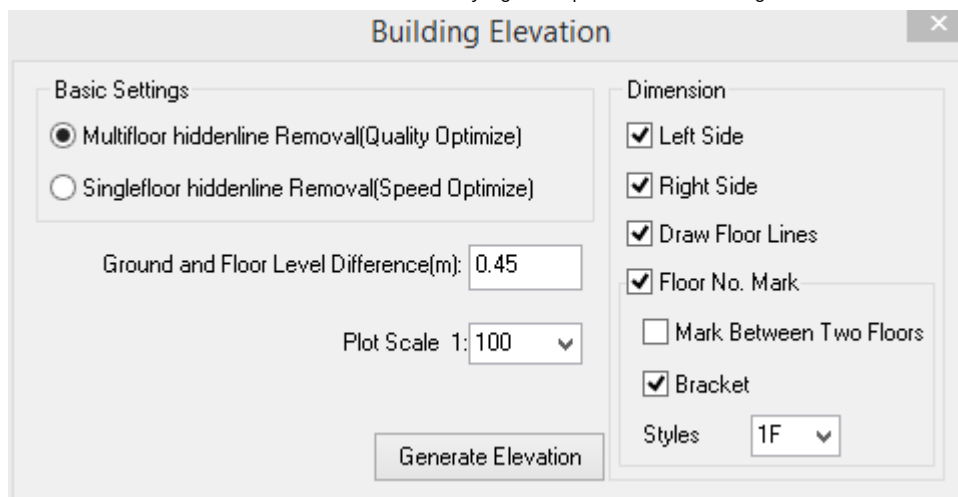 Building Elevation
Basic Settings
Multifloor hiddenline Removal(Quality Optimize)
Singlefloor hiddenline Removal(Speed Optimize)
Ground and Floor Level Difference(m): 0.45
Plot Scale 1: 100
Generate Elevation
Dimension
Left Side
Right Side
Draw Floor Lines
Floor No. Mark
Mark Between Two Floors
Bracket
Styles 1F